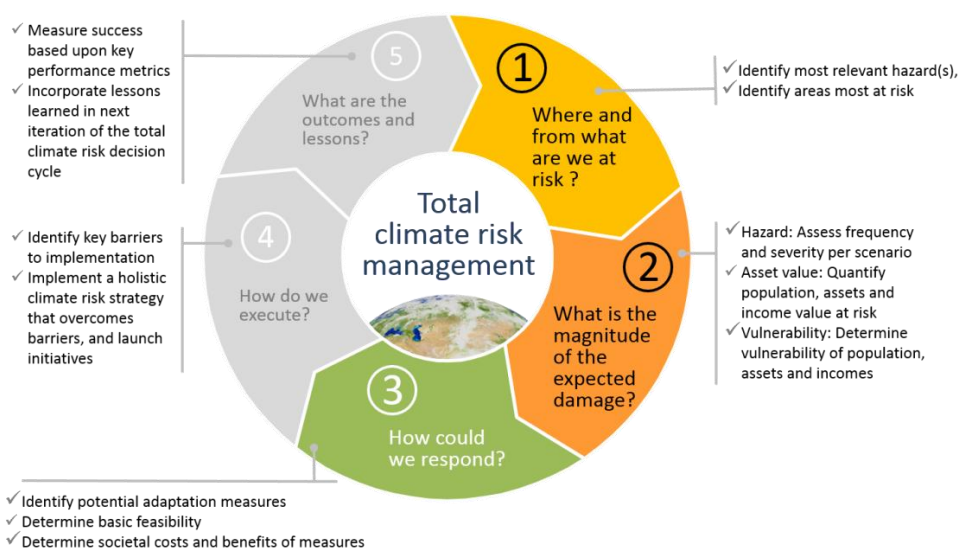 Total
climate risk
management
1
Where and
from what
are we at
risk ?
Identify most relevant hazard(s),
Identify areas most at risk
2
What is the
magnitude
of the
expected
damage?
Hazard: Assess frequency
and severity per scenario
Asset value: Quantify
population, assets and
income value at risk
Vulnerability: Determine
vulnerability of population,
assets and incomes
3
How could
we respond?
Identify potential adaptation measures
Determine basic feasibility
Determine societal costs and benefits of measures
4
How do we
execute?
Identify key barriers
to implementation
Implement a holistic
climate risk strategy
that overcomes
barriers, and launch
initiatives
5
What are the
outcomes and
lessons?
Measure success
based upon key
performance metrics
Incorporate lessons
learned in next
iteration of the total
climate risk decision
cycle